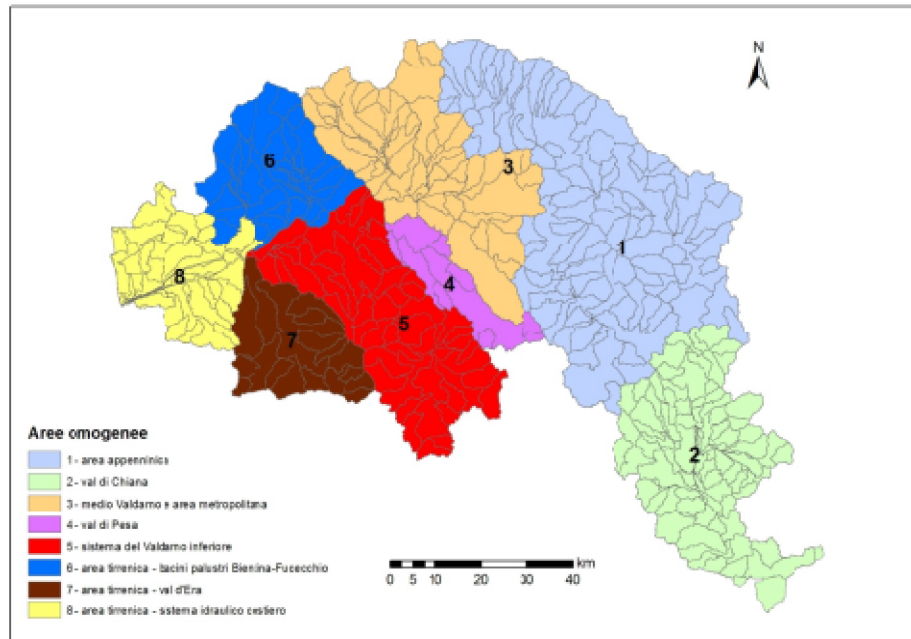 N
6
3
1
8
4
5
7
2
Aree omogenee
1 - area appenninica
2 - val di Chiana
3 - medio Valdarno e area metropolitana
4 - val di Pesa
5 - sistema del Valdarno inferiore
6 - area tirrenica - bacini palustri Bienina-Fucecchio
7 - area tirrenica - val d'Era
8 - area tirrenica - sistema idraulico costiero
km
0 5 10 20 30 40